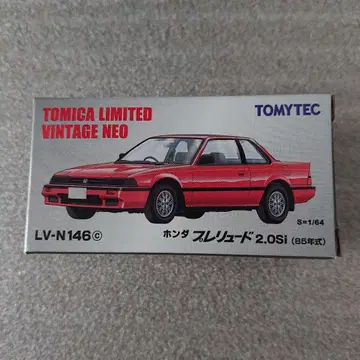 TOMICA LIMITED
VINTAGE NEO
TOMYTEC
S=1/64
LV-N146ⓒ
ホンダ プレリュード 2.0Si (85年式)